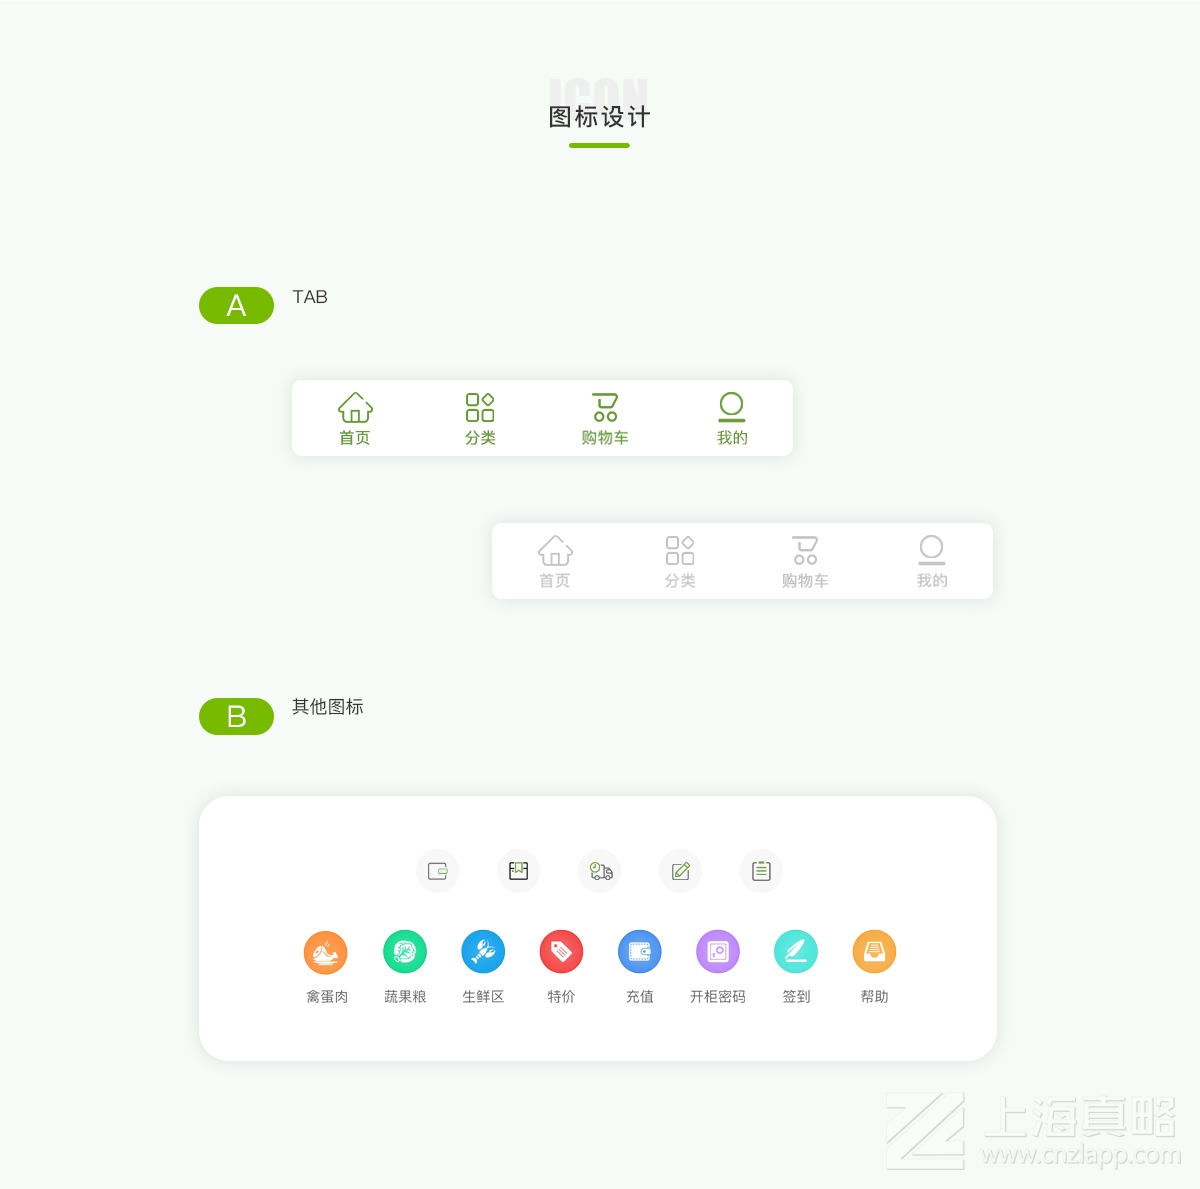 ICON
图标设计
A TAB
首页 分类 购物车 我的
首页 分类 购物车 我的
B 其他图标
禽蛋肉 蔬果粮 生鲜区 特价 充值 开柜密码 签到 帮助
上海真略
www.cnzlapp.com